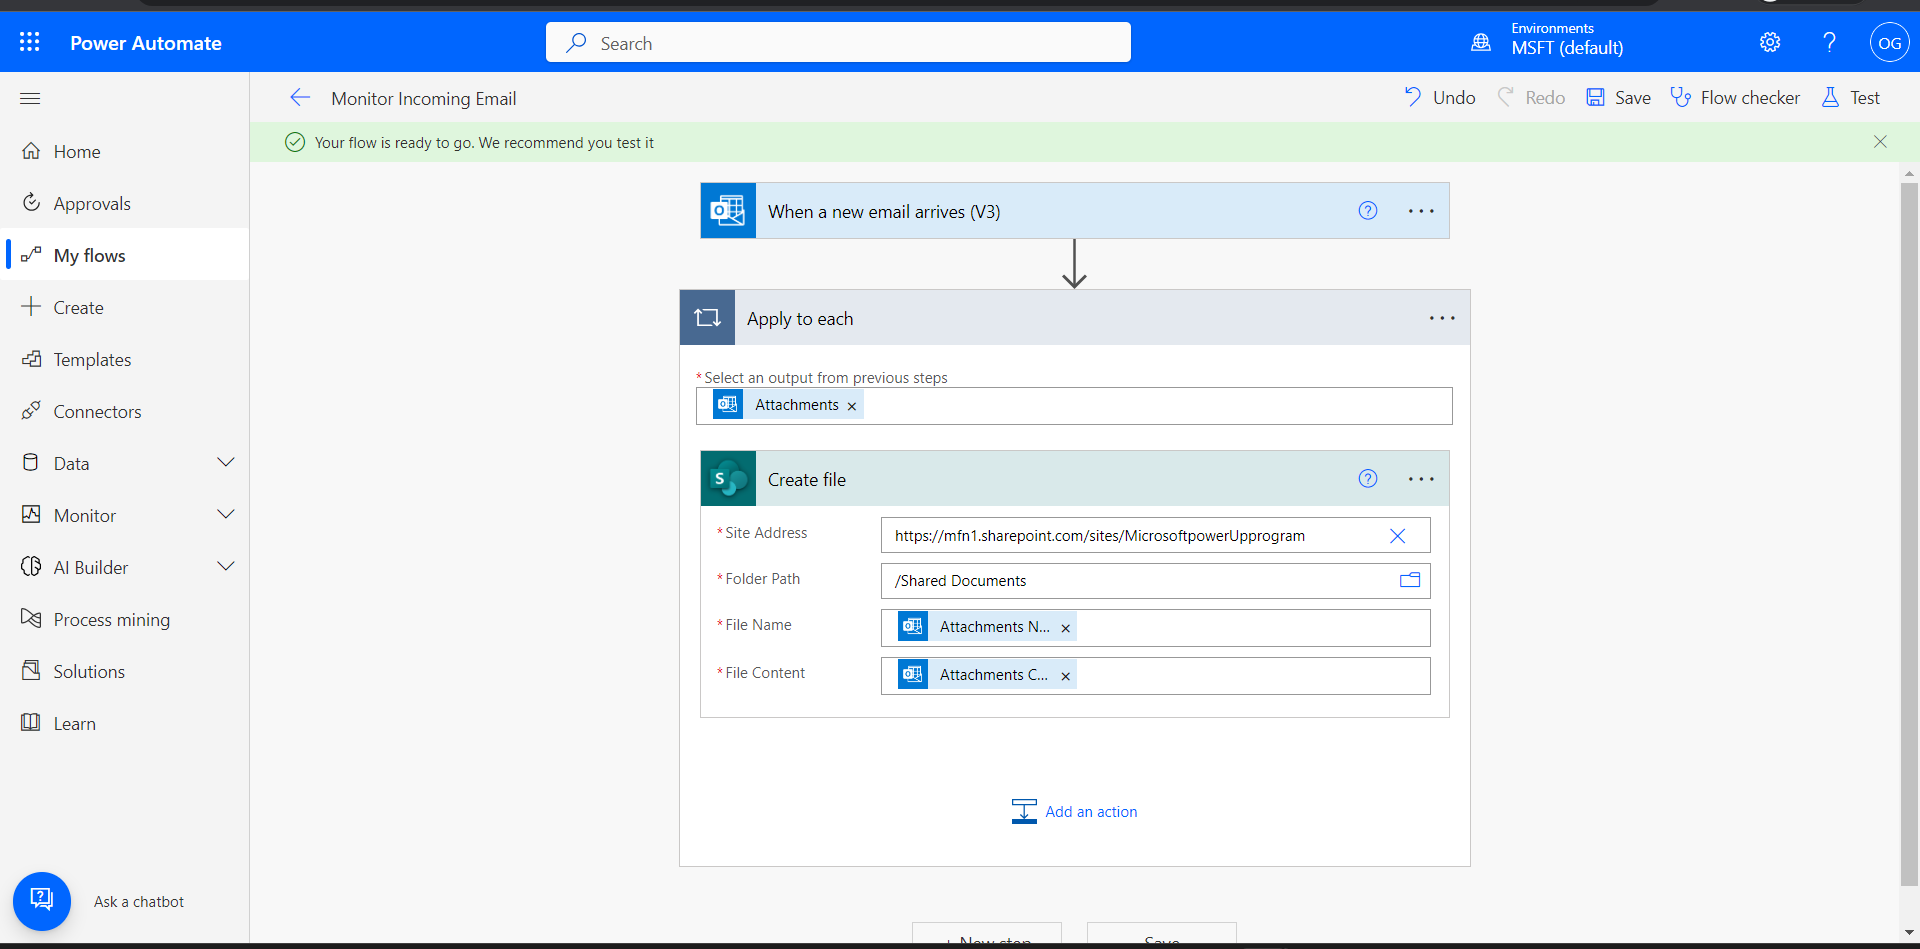 Power Automate
Search
Environments
MSFT (default)
?
OG
Monitor Incoming Email
Undo
Redo
Save
Flow checker
Test
Your flow is ready to go. We recommend you test it
Home
Approvals
My flows
Create
Templates
Connectors
Data
Monitor
AI Builder
Process mining
Solutions
Learn
Ask a chatbot
When a new email arrives (V3)
?
Apply to each
*Select an output from previous steps
Attachments
S
Create file
?
*Site Address
https://mfn1.sharepoint.com/sites/MicrosoftpowerUpprogram
*Folder Path
/Shared Documents
*File Name
Attachments N...
*File Content
Attachments C...
Add an action
+ New step
Save